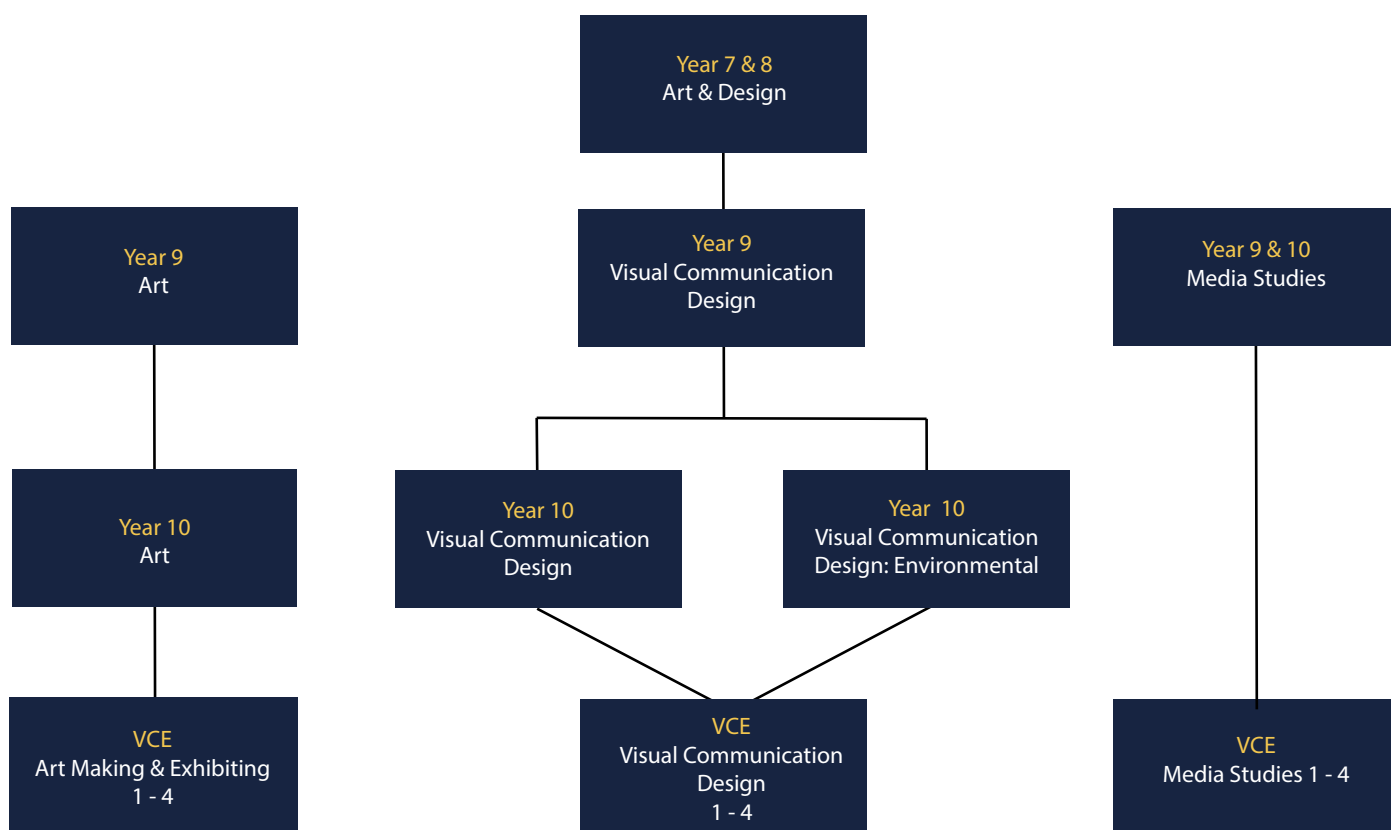 Year 7 & 8
Art & Design
Year 9
Art
Year 9
Visual Communication
Design
Year 9 & 10
Media Studies
Year 10
Art
Year 10
Visual Communication
Design
Year 10
Visual Communication
Design: Environmental
VCE
Art Making & Exhibiting
1 - 4
VCE
Visual Communication
Design
1 - 4
VCE
Media Studies 1 - 4